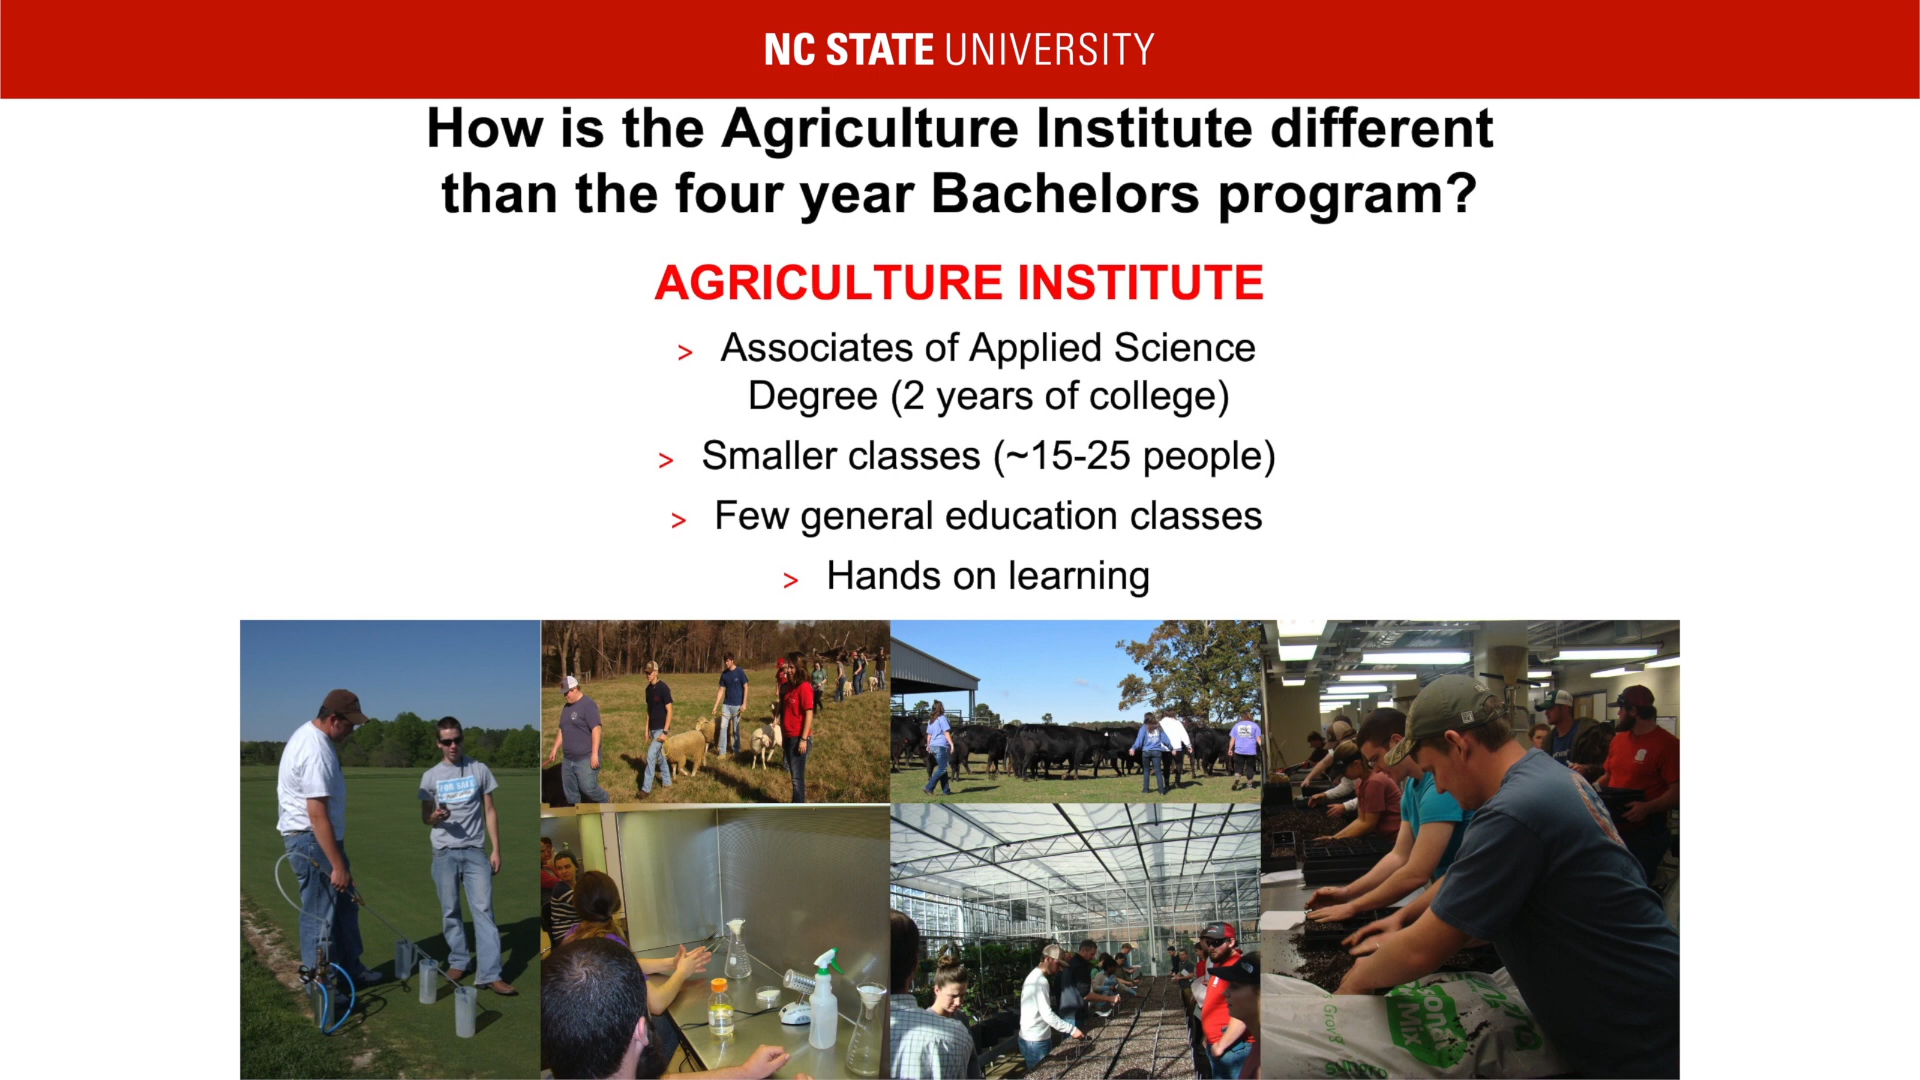 NC STATE UNIVERSITY
How is the Agriculture Institute different
than the four year Bachelors program?
AGRICULTURE INSTITUTE
> Associates of Applied Science
Degree (2 years of college)
> Smaller classes (~15-25 people)
> Few general education classes
> Hands on learning
FOR SALE